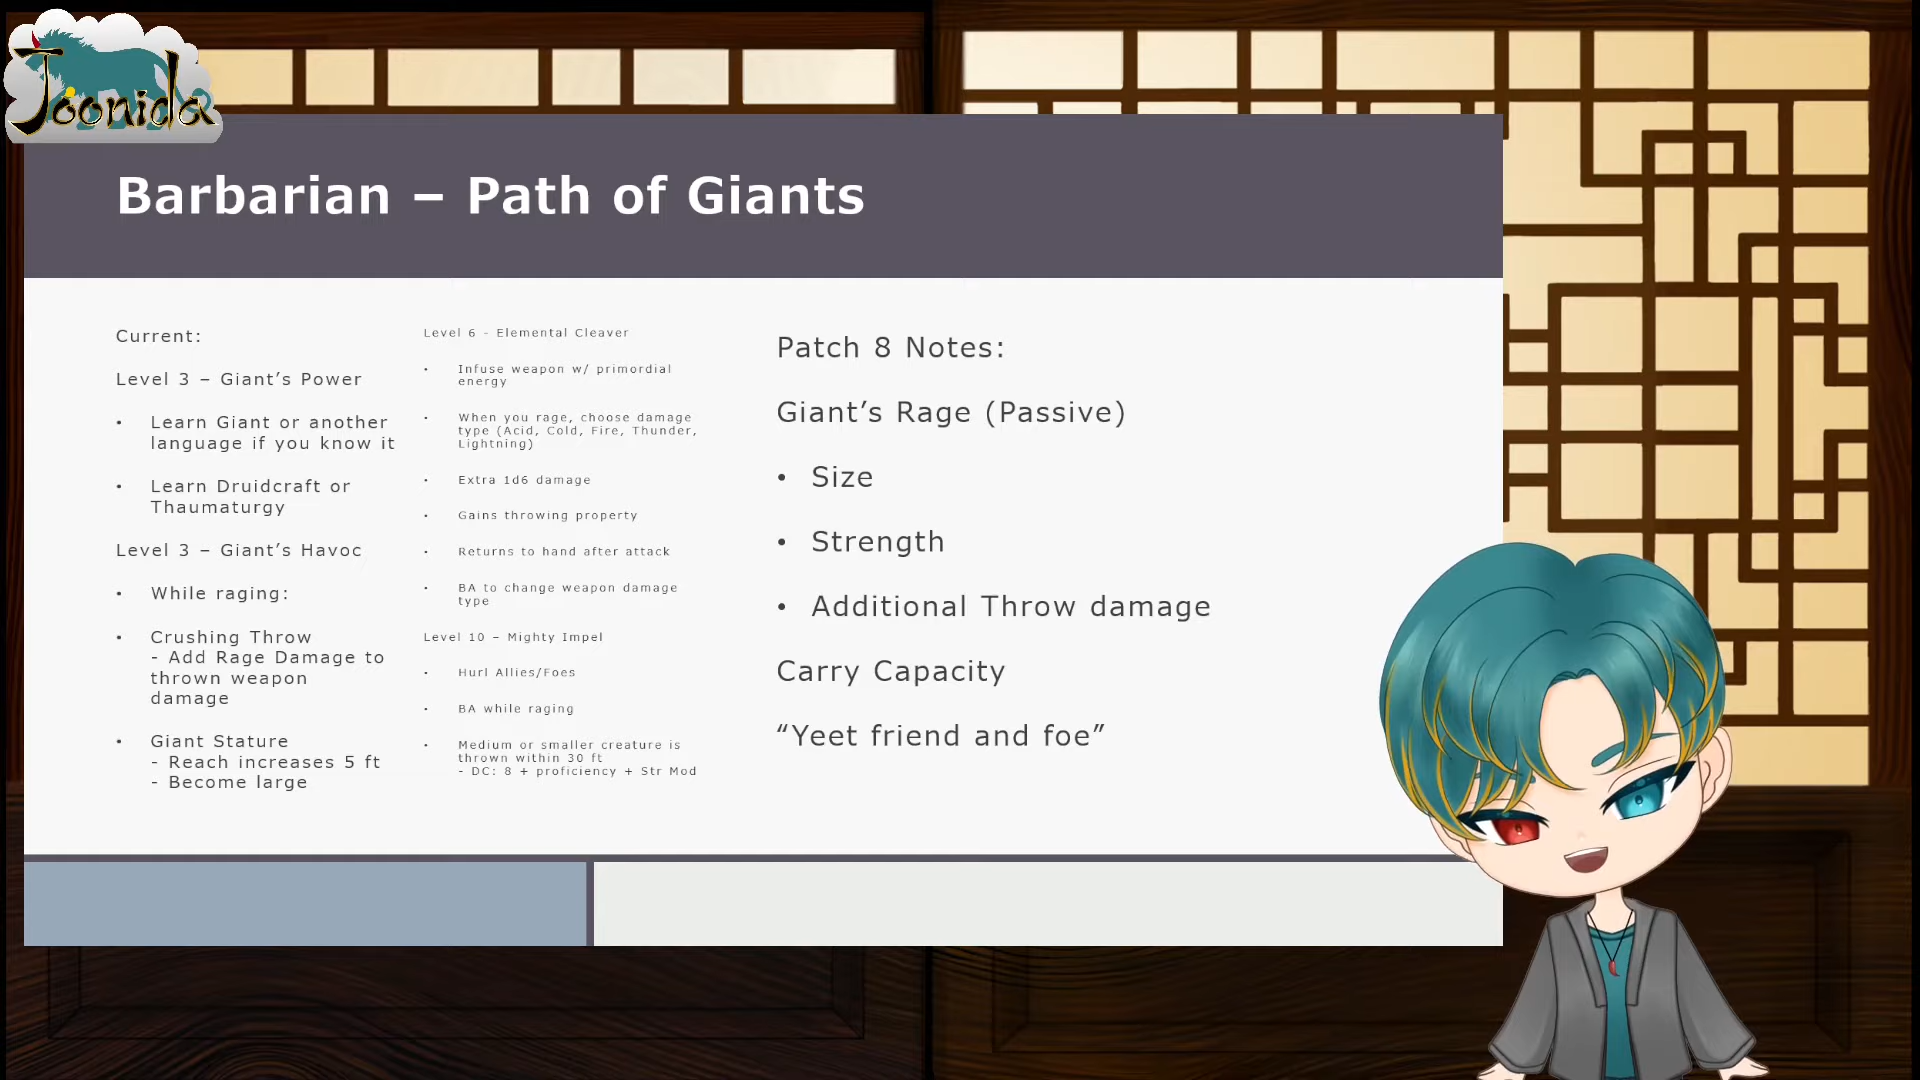 Joonida
Barbarian – Path of Giants
Current:
Level 3 – Giant’s Power
• Learn Giant or another
language if you know it
• Learn Druidcraft or
Thaumaturgy
Level 3 – Giant’s Havoc
• While raging:
• Crushing Throw
- Add Rage Damage to
thrown weapon
damage
• Giant Stature
- Reach increases 5 ft
- Become large
Level 6 - Elemental Cleaver
• Infuse weapon w/ primordial
energy
• When you rage, choose damage
type (Acid, Cold, Fire, Thunder,
Lightning)
• Extra 1d6 damage
• Gains throwing property
• Returns to hand after attack
• BA to change weapon damage
type
Level 10 – Mighty Impel
• Hurl Allies/Foes
• BA while raging
• Medium or smaller creature is
thrown within 30 ft
- DC: 8 + proficiency + Str Mod
Patch 8 Notes:
Giant’s Rage (Passive)
• Size
• Strength
• Additional Throw damage
Carry Capacity
“Yeet friend and foe”